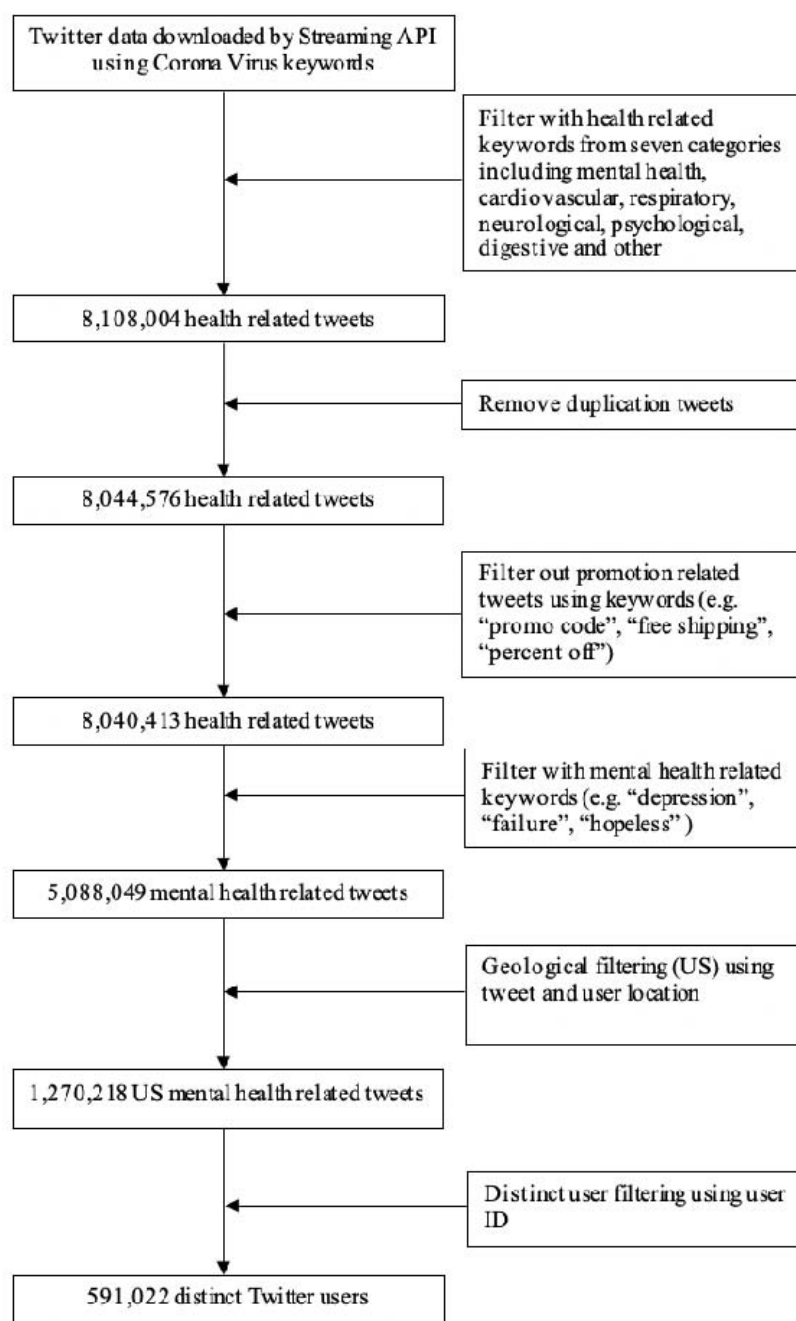 Twitter data downloaded by Streaming API
using Corona Virus keywords
Filter with health related
keywords from seven categories
including mental health,
cardiovascular, respiratory,
neurological, psychological,
digestive and other
8,108,004 health related tweets
Remove duplication tweets
8,044,576 health related tweets
Filter out promotion related
tweets using keywords (e.g.
“promo code”, “free shipping”,
“percent off”)
8,040,413 health related tweets
Filter with mental health related
keywords (e.g. “depression”,
“failure”, “hopeless” )
5,088,049 mental health related tweets
Geological filtering (US) using
tweet and user location
1,270,218 US mental health related tweets
Distinct user filtering using user
ID
591,022 distinct Twitter users